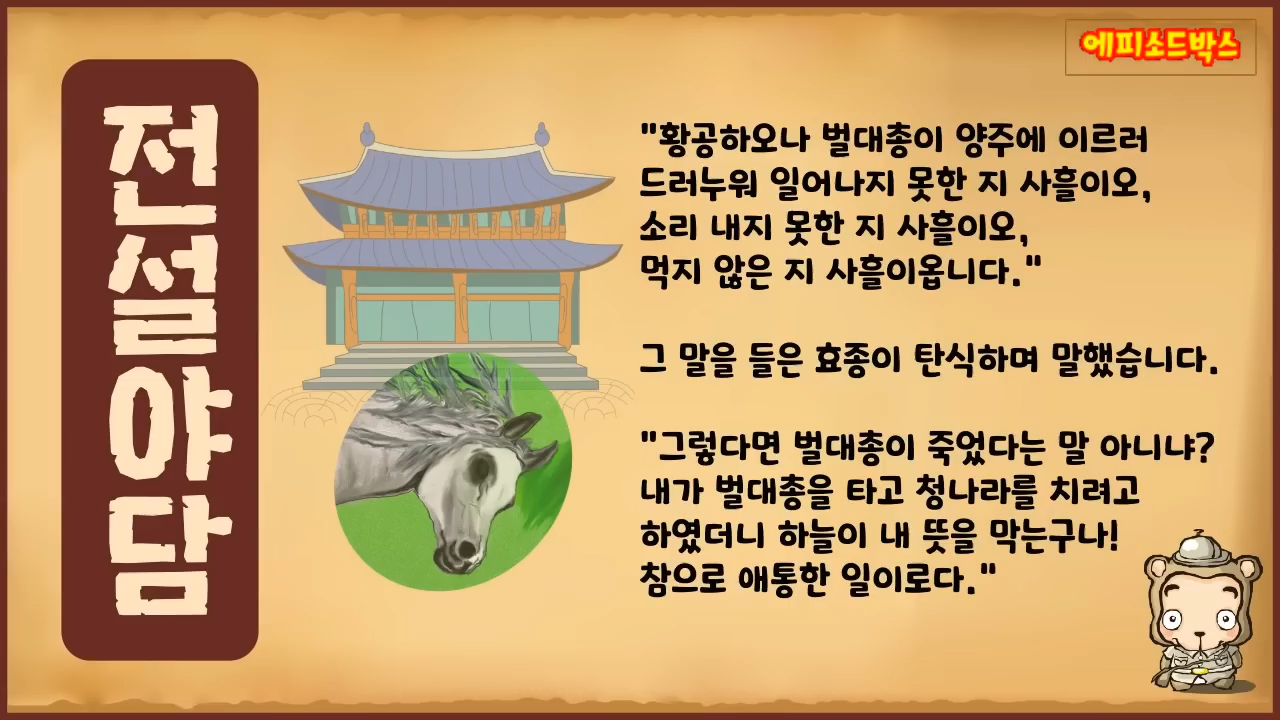 에피소드박스
전설야담
"황공하오나 벌대총이 양주에 이르러
드러누워 일어나지 못한 지 사흘이오,
소리 내지 못한 지 사흘이오,
먹지 않은 지 사흘이옵니다."
그 말을 들은 효종이 탄식하며 말했습니다.
"그렇다면 벌대총이 죽었다는 말 아니냐?
내가 벌대총을 타고 청나라를 치려고
하였더니 하늘이 내 뜻을 막는구나!
참으로 애통한 일이로다."